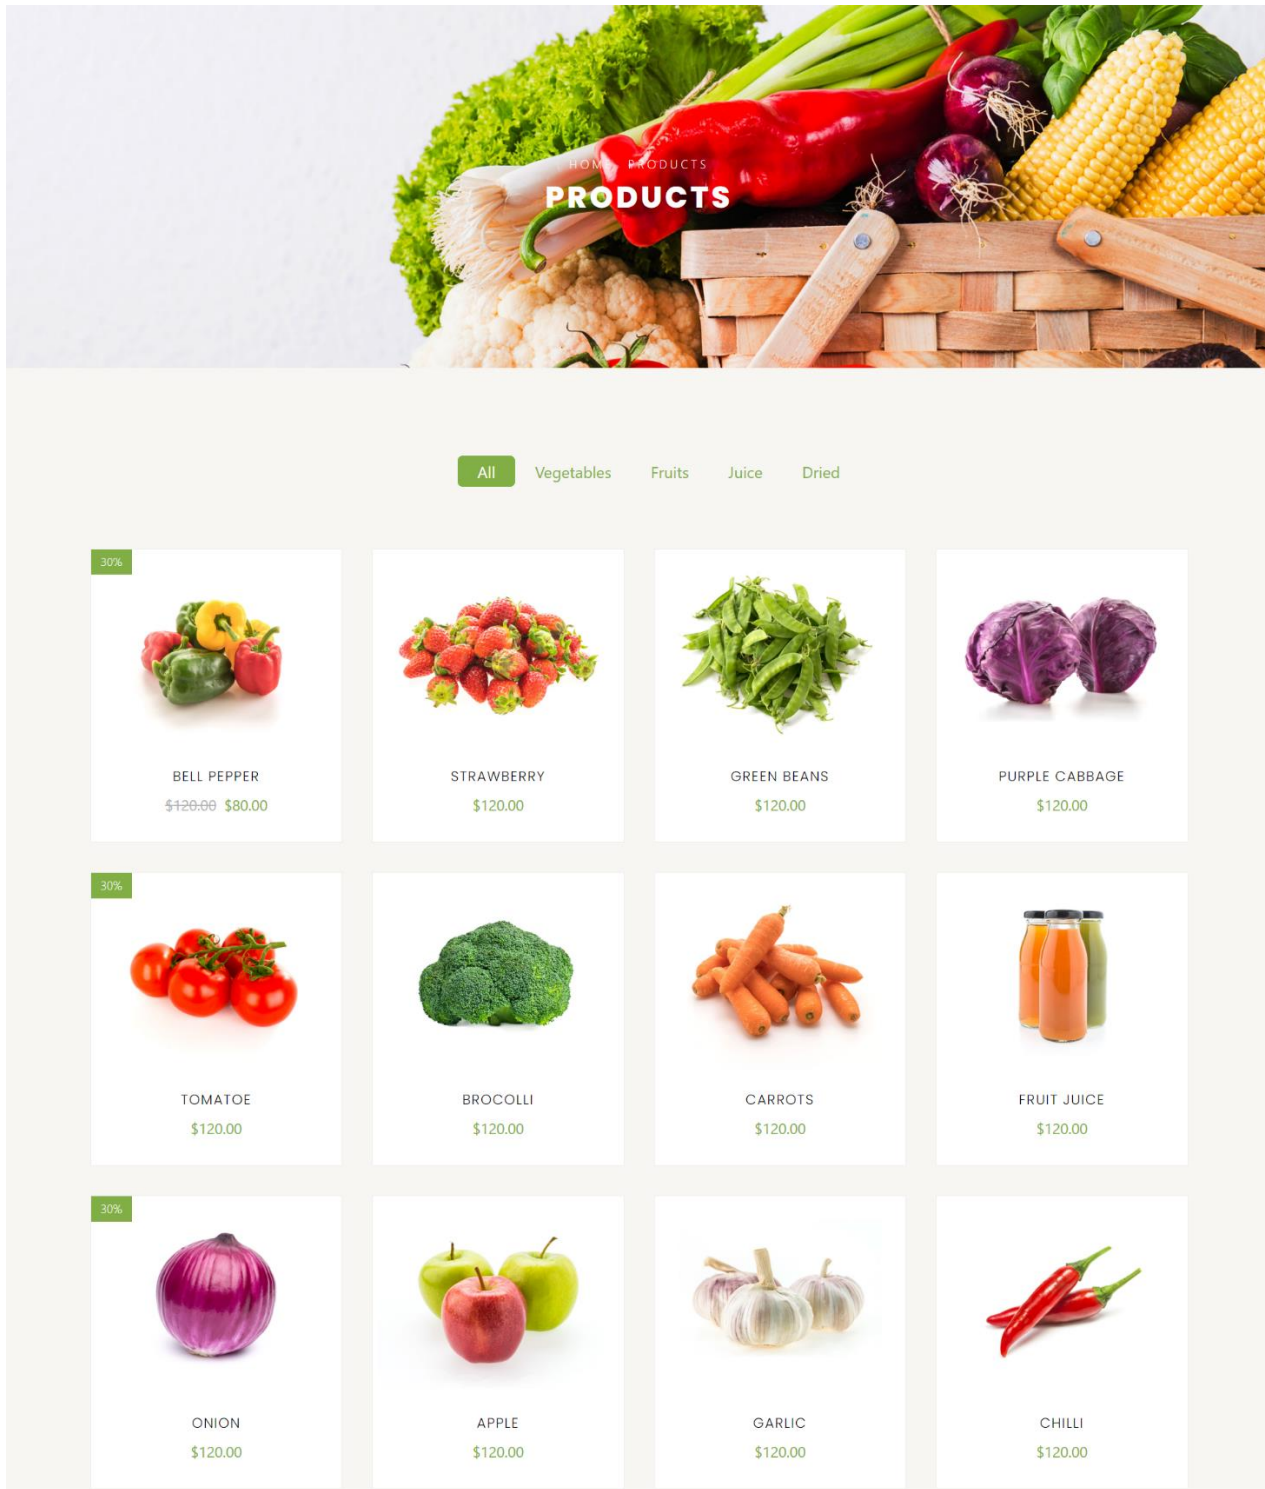 HOME PRODUCTS
PRODUCTS
All Vegetables Fruits Juice Dried
30%
BELL PEPPER
$120.00 $80.00
STRAWBERRY
$120.00
GREEN BEANS
$120.00
PURPLE CABBAGE
$120.00
30%
TOMATOE
$120.00
BROCOLLI
$120.00
CARROTS
$120.00
FRUIT JUICE
$120.00
30%
ONION
$120.00
APPLE
$120.00
GARLIC
$120.00
CHILLI
$120.00